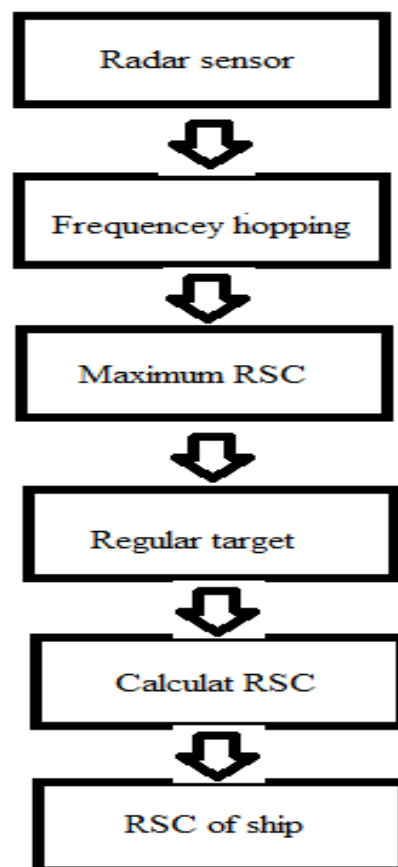 Radar sensor
Frequencey hopping
Maximum RSC
Regular target
Calculat RSC
RSC of ship